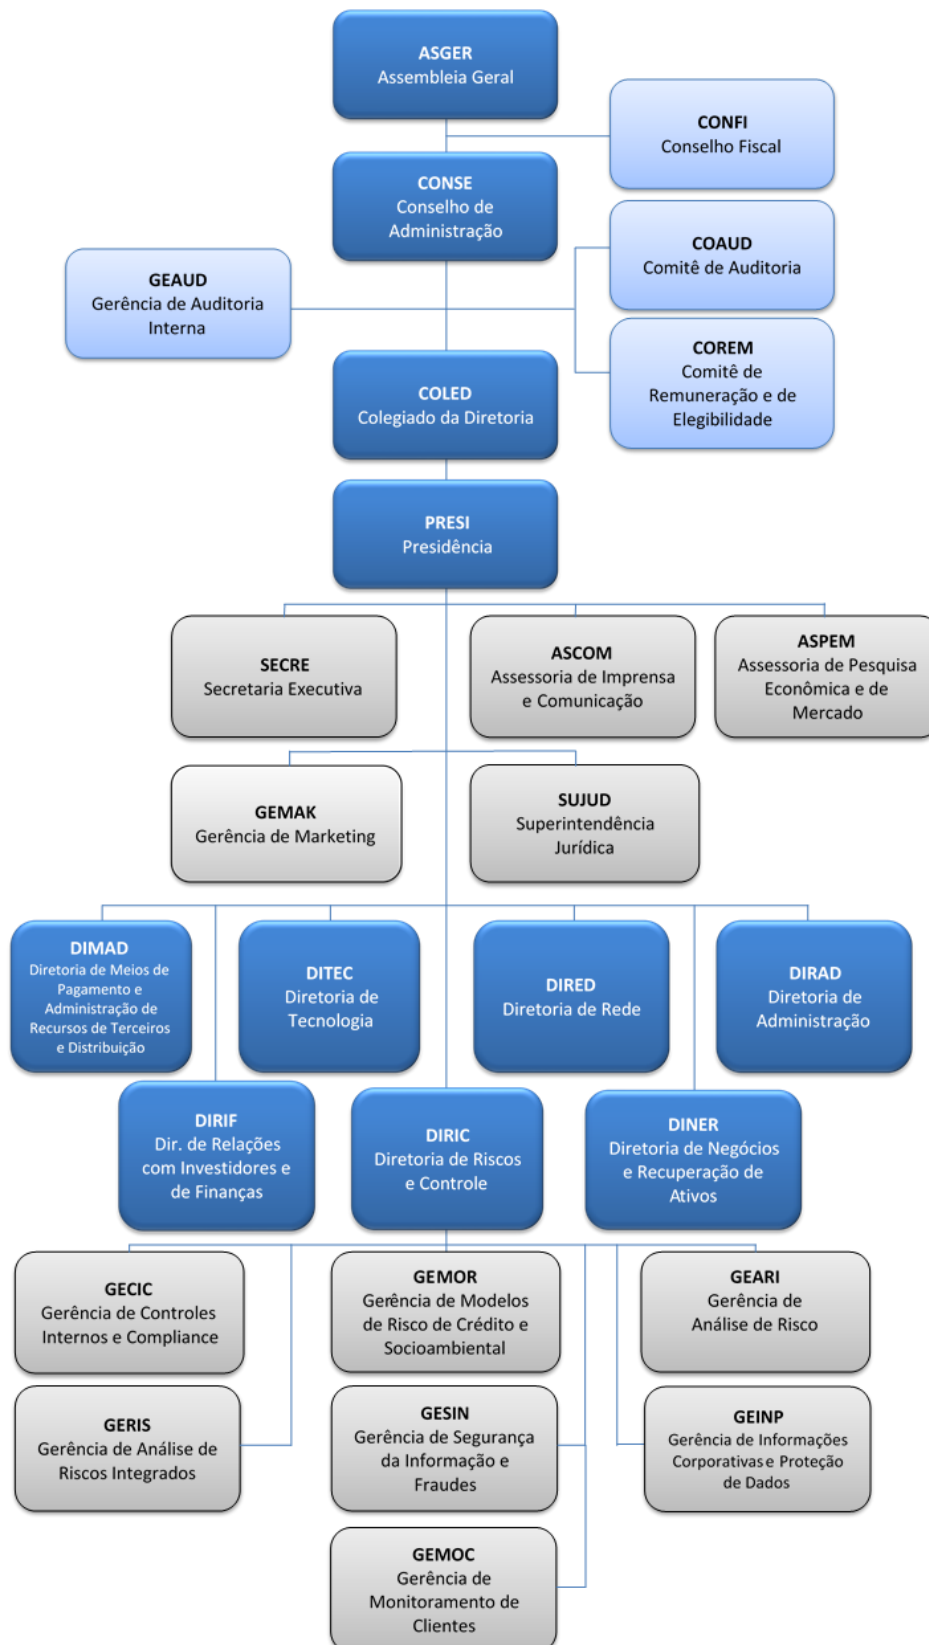 ASGER
Assembleia Geral
CONFI
Conselho Fiscal
CONSE
Conselho de
Administração
COAUD
Comitê de Auditoria
GEAUD
Gerência de Auditoria
Interna
COREM
Comitê de
Remuneração e de
Elegibilidade
COLED
Colegiado da Diretoria
PRESI
Presidência
SECRE
Secretaria Executiva
ASCOM
Assessoria de Imprensa
e Comunicação
ASPEM
Assessoria de Pesquisa
Econômica e de
Mercado
GEMAK
Gerência de Marketing
SUJUD
Superintendência
Jurídica
DIMAD
Diretoria de Meios de
Pagamento e
Administração de
Recursos de Terceiros
e Distribuição
DITEC
Diretoria de
Tecnologia
DIRED
Diretoria de Rede
DIRAD
Diretoria de
Administração
DIRIF
Dir. de Relações
com Investidores e
de Finanças
DIRIC
Diretoria de Riscos
e Controle
DINER
Diretoria de Negócios
e Recuperação de
Ativos
GECIC
Gerência de Controles
Internos e Compliance
GEMOR
Gerência de Modelos
de Risco de Crédito e
Socioambiental
GEARI
Gerência de
Análise de Risco
GERIS
Gerência de Análise de
Riscos Integrados
GESIN
Gerência de Segurança
da Informação e
Fraudes
GEINP
Gerência de Informações
Corporativas e Proteção
de Dados
GEMOC
Gerência de
Monitoramento de
Clientes